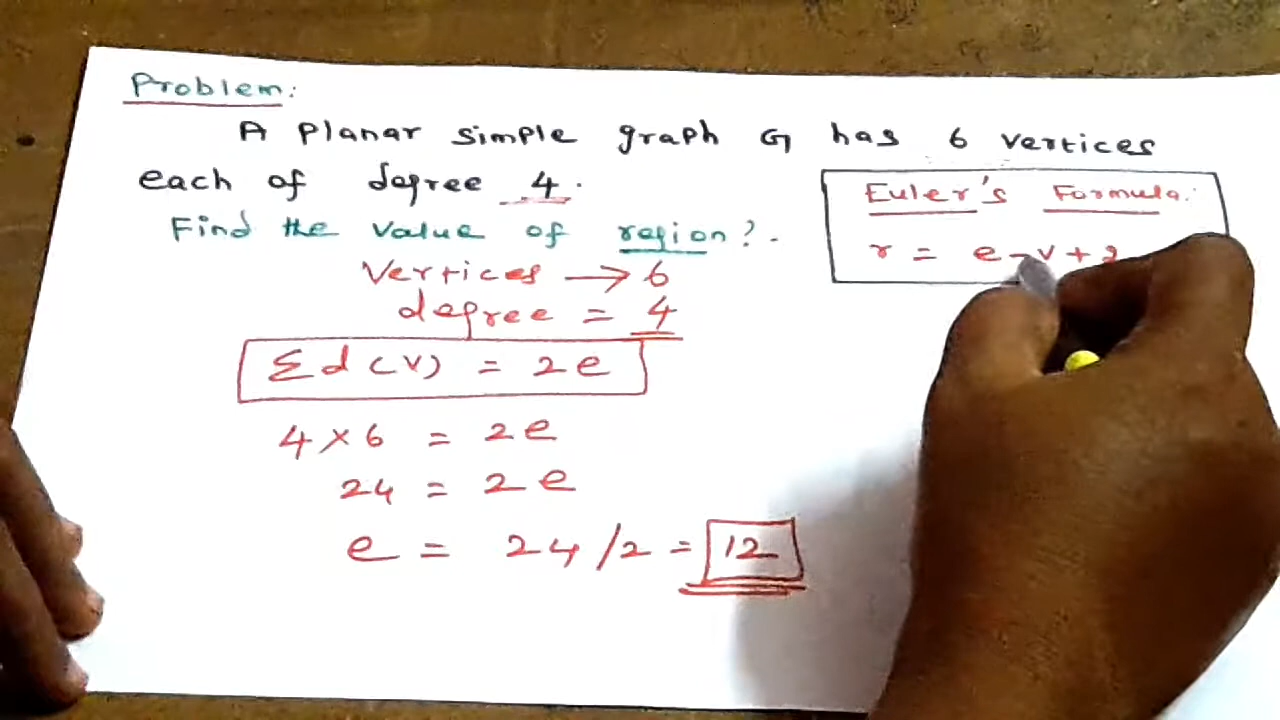 Problem:
A Planar simple graph G has 6 vertices
each of degree 4.
Find the value of region?.
Euler's Formula:
r = e - v + 2
Vertices → 6
degree = 4
Σd(v) = 2e
4 × 6 = 2e
24 = 2e
e = 24/2 = 12